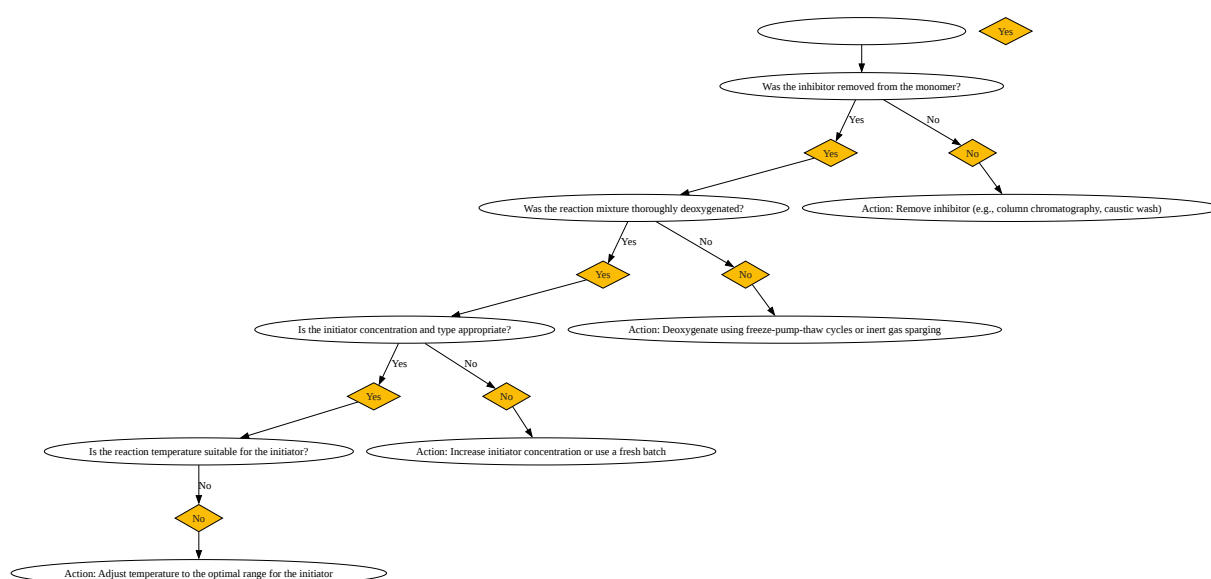 Yes
Was the inhibitor removed from the monomer?
Yes
No
Yes
No
Was the reaction mixture thoroughly deoxygenated?
Action: Remove inhibitor (e.g., column chromatography, caustic wash)
Yes
No
Yes
No
Is the initiator concentration and type appropriate?
Action: Deoxygenate using freeze-pump-thaw cycles or inert gas sparging
Yes
No
Yes
No
Is the reaction temperature suitable for the initiator?
Action: Increase initiator concentration or use a fresh batch
No
No
Action: Adjust temperature to the optimal range for the initiator